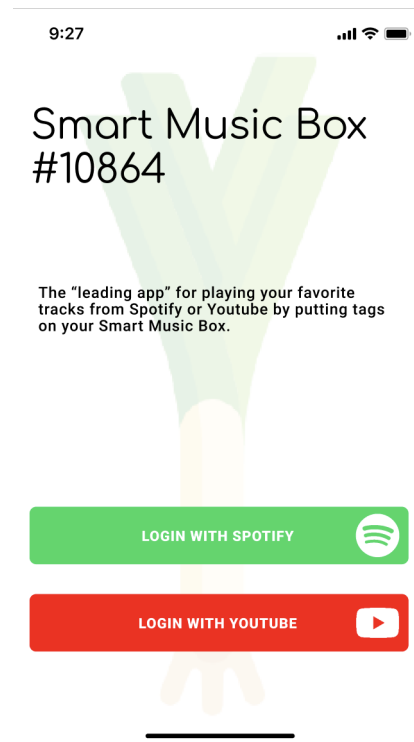 9:27
Smart Music Box
#10864
The “leading app” for playing your favorite
tracks from Spotify or Youtube by putting tags
on your Smart Music Box.
LOGIN WITH SPOTIFY
LOGIN WITH YOUTUBE